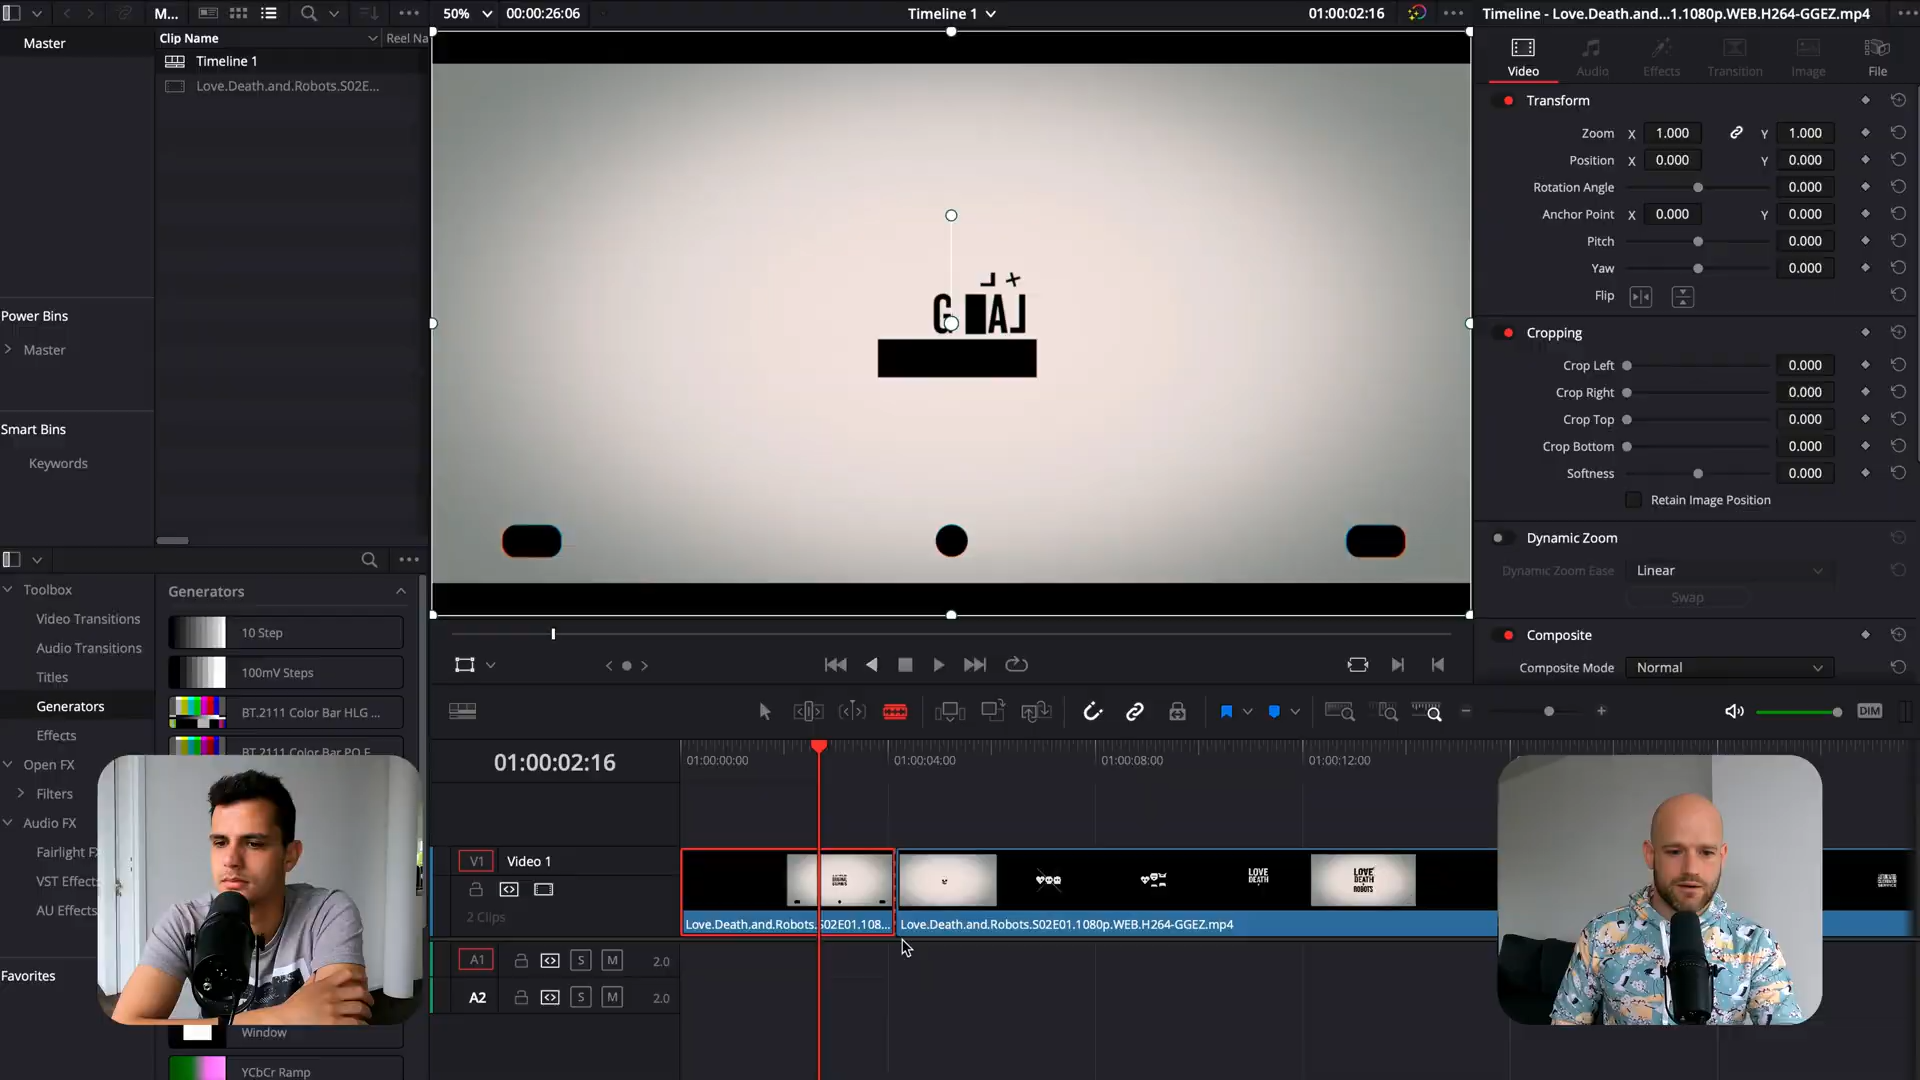 M...
50%
00:00:26:06
Timeline 1
01:00:02:16
Timeline - Love.Death.and...1.1080p.WEB.H264-GGEZ.mp4
Master
Clip Name
Reel Na
Timeline 1
Love.Death.and.Robots.S02E...
Power Bins
Master
Smart Bins
Keywords
Video
Audio
Effects
Transition
Image
File
Transform
Zoom X 1.000 Y 1.000
Position X 0.000 Y 0.000
Rotation Angle 0.000
Anchor Point X 0.000 Y 0.000
Pitch 0.000
Yaw 0.000
Flip
Cropping
Crop Left 0.000
Crop Right 0.000
Crop Top 0.000
Crop Bottom 0.000
Softness 0.000
Retain Image Position
Dynamic Zoom
Dynamic Zoom Ease Linear
Swap
Composite
Composite Mode Normal
Toolbox
Video Transitions
Audio Transitions
Titles
Generators
Effects
Open FX
Filters
Audio FX
Fairlight FX
VST Effects
AU Effects
Favorites
Generators
10 Step
100mV Steps
BT.2111 Color Bar HLG ...
Window
YCbCr Ramp
DIM
01:00:02:16
01:00:00:00
01:00:04:00
01:00:08:00
01:00:12:00
V1 Video 1
2 Clips
Love.Death.and.Robots.S02E01.108...
Love.Death.and.Robots.S02E01.1080p.WEB.H264-GGEZ.mp4
LOVE
DEATH
LOVE
DEATH
ROBOTS
A1 S M 2.0
A2 S M 2.0